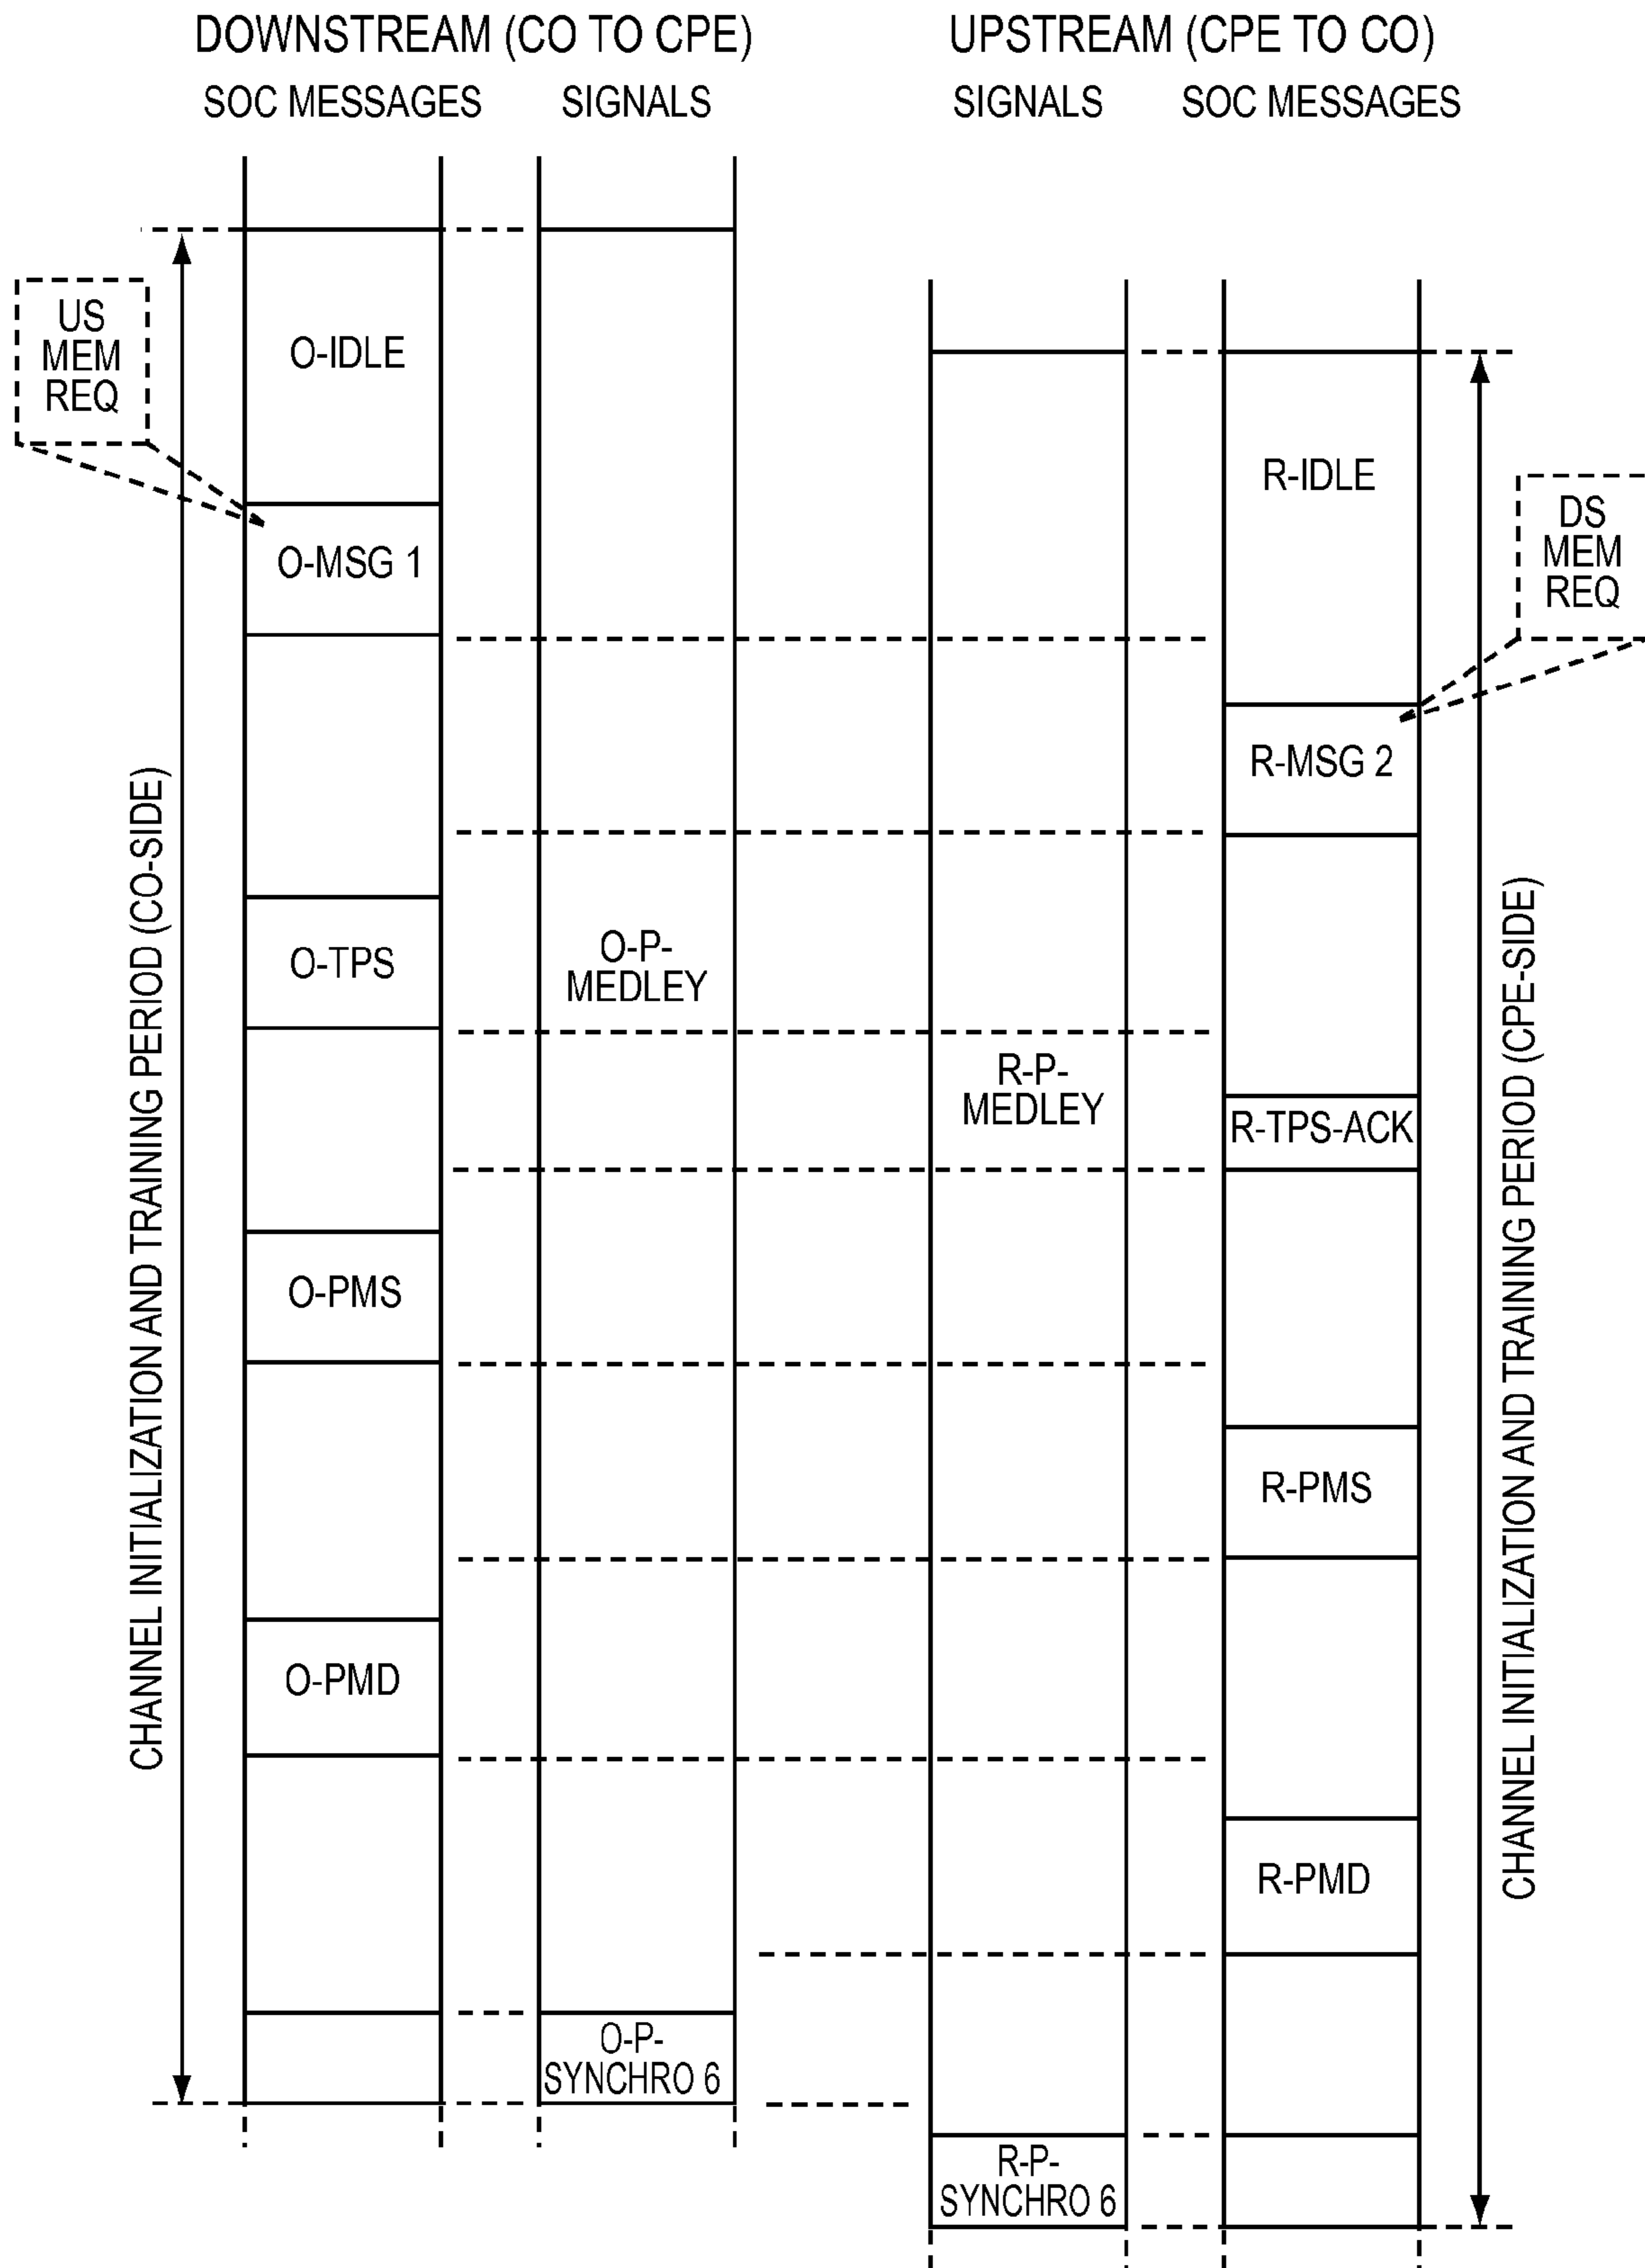 DOWNSTREAM (CO TO CPE)
UPSTREAM (CPE TO CO)
SOC MESSAGES
SIGNALS
SIGNALS
SOC MESSAGES
US
MEM
REQ
O-IDLE
R-IDLE
DS
MEM
REQ
O-MSG 1
R-MSG 2
CHANNEL INITIALIZATION AND TRAINING PERIOD (CO-SIDE)
O-TPS
O-P-
MEDLEY
R-P-
MEDLEY
R-TPS-ACK
CHANNEL INITIALIZATION AND TRAINING PERIOD (CPE-SIDE)
O-PMS
R-PMS
O-PMD
R-PMD
O-P-
SYNCHRO 6
R-P-
SYNCHRO 6